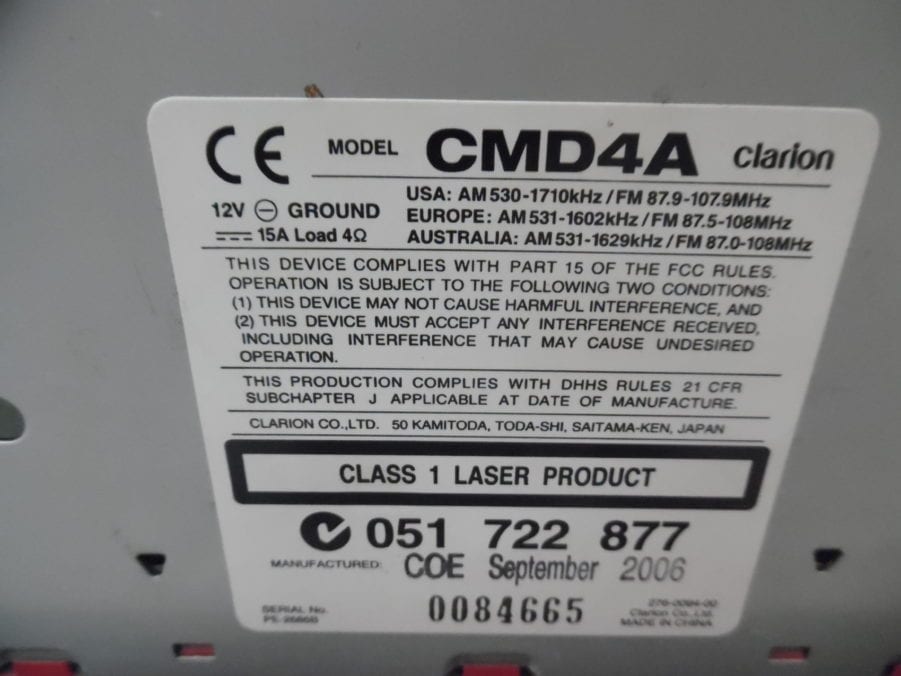 CE MODEL CMD4A clarion
12V ⊖ GROUND
15A Load 4Ω
USA: AM 530-1710kHz / FM 87.9-107.9MHz
EUROPE: AM 531-1602kHz / FM 87.5-108MHz
AUSTRALIA: AM 531-1629kHz / FM 87.0-108MHz
THIS DEVICE COMPLIES WITH PART 15 OF THE FCC RULES.
OPERATION IS SUBJECT TO THE FOLLOWING TWO CONDITIONS:
(1) THIS DEVICE MAY NOT CAUSE HARMFUL INTERFERENCE, AND
(2) THIS DEVICE MUST ACCEPT ANY INTERFERENCE RECEIVED,
INCLUDING INTERFERENCE THAT MAY CAUSE UNDESIRED
OPERATION.
THIS PRODUCTION COMPLIES WITH DHHS RULES 21 CFR
SUBCHAPTER J APPLICABLE AT DATE OF MANUFACTURE.
CLARION CO.,LTD. 50 KAMITODA, TODA-SHI, SAITAMA-KEN, JAPAN
CLASS 1 LASER PRODUCT
051 722 877
MANUFACTURED: COE September 2006
SERIAL No. 0084665
Clarion Co., Ltd.
MADE IN CHINA